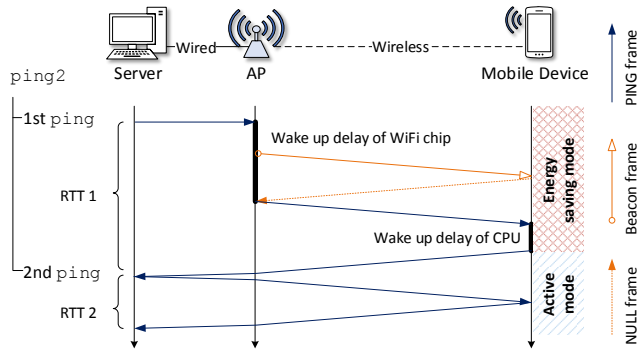 Wired
Wireless
Server
AP
Mobile Device
ping2
1st ping
Wake up delay of WiFi chip
RTT 1
Wake up delay of CPU
2nd ping
RTT 2
Energy
saving mode
Active
mode
PING frame
Beacon frame
NULL frame